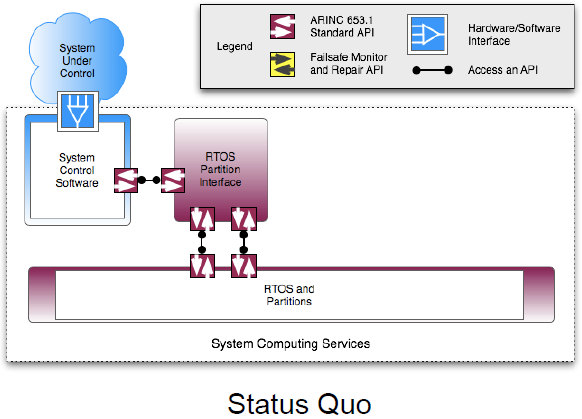 System
Under
Control
Legend
ARINC 653.1
Standard API
Failsafe Monitor
and Repair API
Hardware/Software
Interface
Access an API
System
Control
Software
RTOS
Partition
Interface
RTOS and
Partitions
System Computing Services
Status Quo